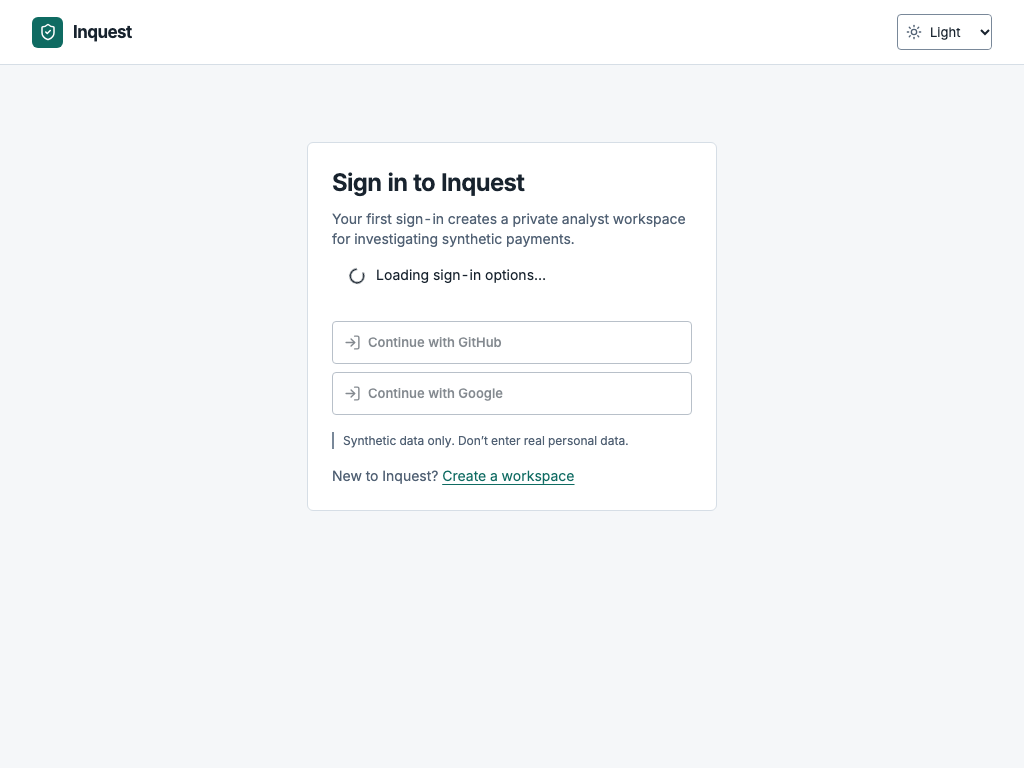 Inquest
Light
Sign in to Inquest
Your first sign-in creates a private analyst workspace
for investigating synthetic payments.
Loading sign-in options...
Continue with GitHub
Continue with Google
Synthetic data only. Don’t enter real personal data.
New to Inquest? Create a workspace